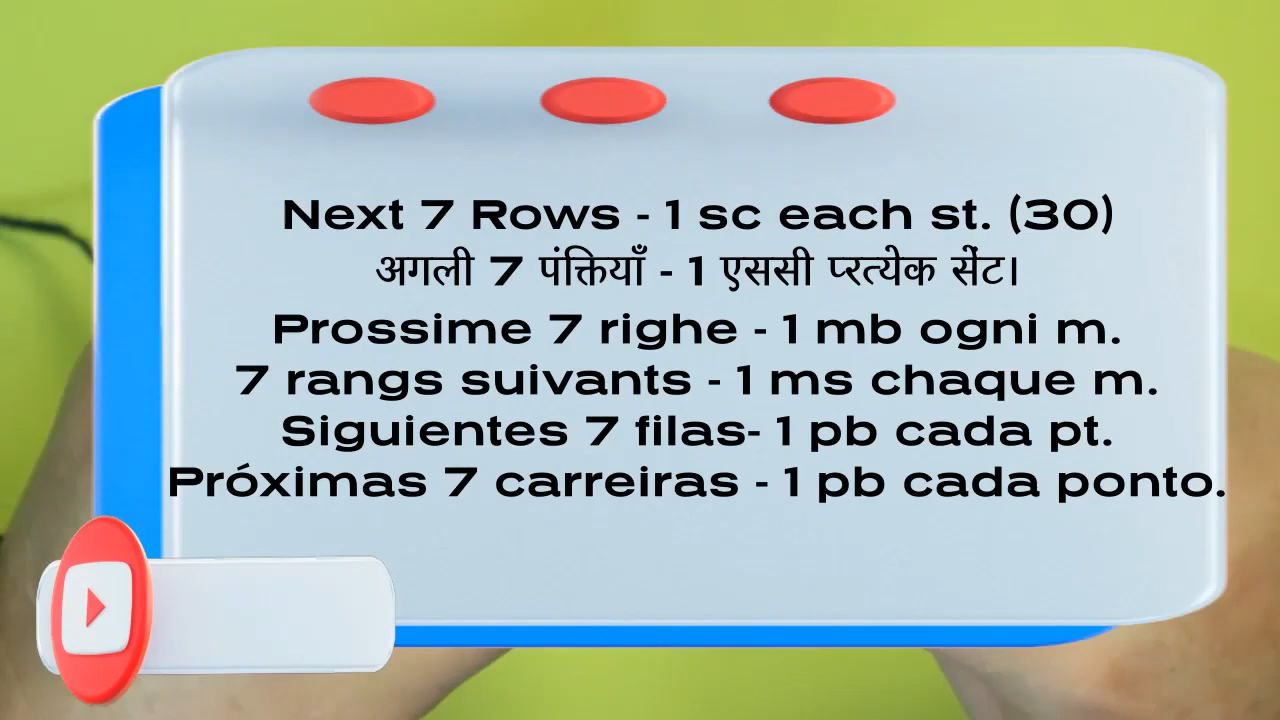 Next 7 Rows - 1 sc each st. (30)
अगली 7 पंक्तियाँ - 1 एससी प्रत्येक सेंट।
Prossime 7 righe - 1 mb ogni m.
7 rangs suivants - 1 ms chaque m.
Siguientes 7 filas- 1 pb cada pt.
Próximas 7 carreiras - 1 pb cada ponto.